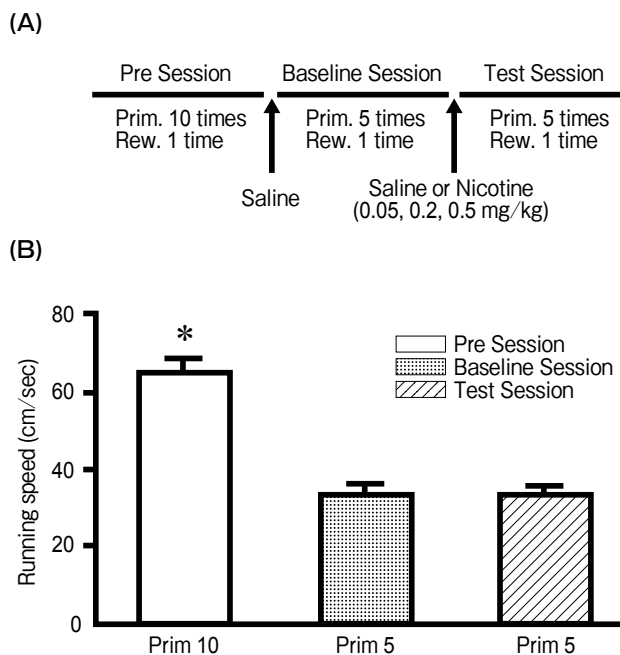 (A)
Pre Session Baseline Session Test Session
Prim. 10 times Prim. 5 times Prim. 5 times
Rew. 1 time Rew. 1 time Rew. 1 time
Saline Saline or Nicotine
(0.05, 0.2, 0.5 mg/kg)
(B)
Running speed (cm/sec)
80
60
40
20
0
*
Pre Session
Baseline Session
Test Session
Prim 10 Prim 5 Prim 5